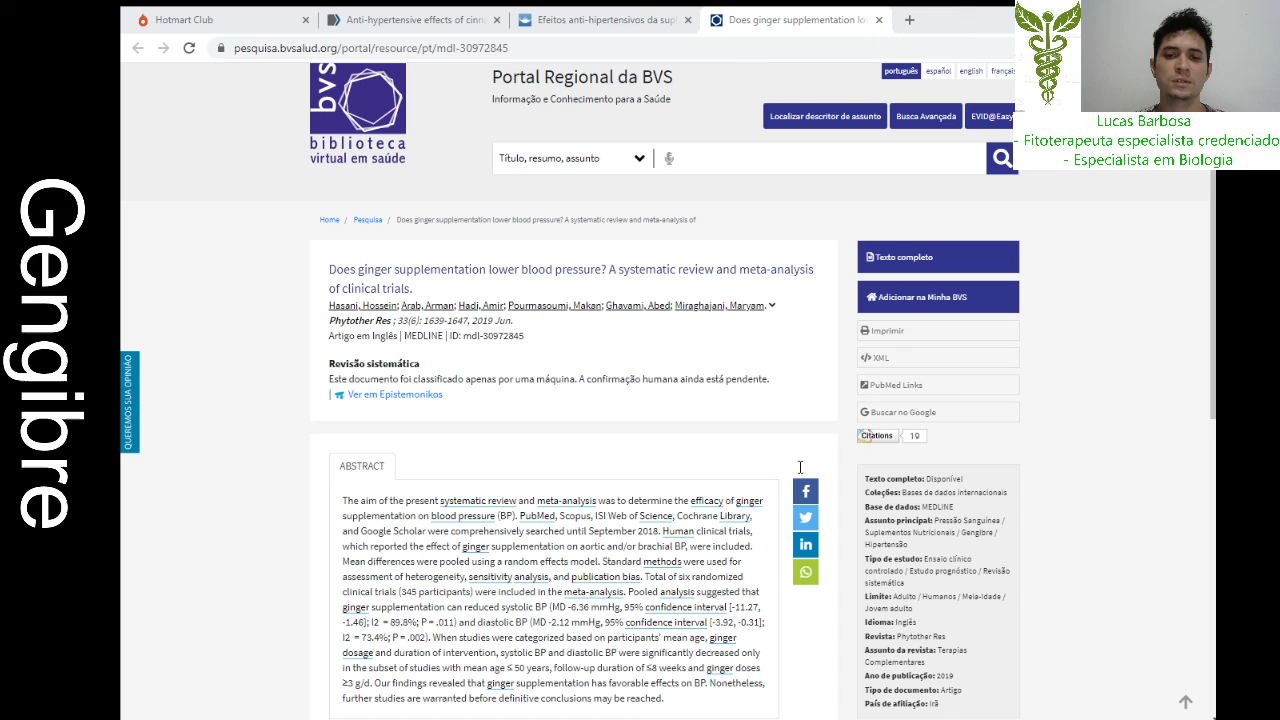 Hotmart Club
Anti-hypertensive effects of cinn
Efeitos anti-hipertensivos da sup
Does ginger supplementation lo
pesquisa.bvsalud.org/portal/resource/pt/mdl-30972845
Lucas Barbosa
- Fitoterapeuta especialista credenciado
- Especialista em Biologia
Gengibre
QUEREMOS SUA OPINIÃO
bvs
biblioteca
virtual em saúde
Portal Regional da BVS
Informação e Conhecimento para a Saúde
português español english français
Localizar descritor de assunto Busca Avançada EVID@Easy
Título, resumo, assunto
Home / Pesquisa / Does ginger supplementation lower blood pressure? A systematic review and meta-analysis of
Does ginger supplementation lower blood pressure? A systematic review and meta-analysis
of clinical trials.
Hasani, Hossein; Arab, Arman; Hadi, Amir; Pourmasoumi, Makan; Ghavami, Abed; Miraghajani, Maryam.
Phytother Res ; 33(6): 1639-1647, 2019 Jun.
Artigo em Inglês | MEDLINE | ID: mdl-30972845
Revisão sistemática
Este documento foi classificado apenas por uma máquina. A confirmação humana ainda está pendente.
| Ver em Epistemonikos
ABSTRACT
The aim of the present systematic review and meta-analysis was to determine the efficacy of ginger
supplementation on blood pressure (BP). PubMed, Scopus, ISI Web of Science, Cochrane Library,
and Google Scholar were comprehensively searched until September 2018. Human clinical trials,
which reported the effect of ginger supplementation on aortic and/or brachial BP, were included.
Mean differences were pooled using a random effects model. Standard methods were used for
assessment of heterogeneity, sensitivity analysis, and publication bias. Total of six randomized
clinical trials (345 participants) were included in the meta-analysis. Pooled analysis suggested that
ginger supplementation can reduced systolic BP (MD -6.36 mmHg, 95% confidence interval [-11.27,
-1.46]; I2 = 89.8%; P = .011) and diastolic BP (MD -2.12 mmHg, 95% confidence interval [-3.92, -0.31];
I2 = 73.4%; P = .002). When studies were categorized based on participants' mean age, ginger
dosage and duration of intervention, systolic BP and diastolic BP were significantly decreased only
in the subset of studies with mean age ≤ 50 years, follow-up duration of ≤8 weeks and ginger doses
≥3 g/d. Our findings revealed that ginger supplementation has favorable effects on BP. Nonetheless,
further studies are warranted before definitive conclusions may be reached.
Texto completo
Adicionar na Minha BVS
Imprimir
XML
PubMed Links
Buscar no Google
Citations 19
Texto completo: Disponível
Coleções: Bases de dados internacionais
Base de dados: MEDLINE
Assunto principal: Pressão Sanguínea /
Suplementos Nutricionais / Gengibre /
Hipertensão
Tipo de estudo: Ensaio clínico
controlado / Estudo prognóstico / Revisão
sistemática
Limite: Adulto / Humanos / Meia-Idade /
Jovem adulto
Idioma: Inglês
Revista: Phytother Res
Assunto da revista: Terapias
Complementares
Ano de publicação: 2019
Tipo de documento: Artigo
País de afiliação: Irã